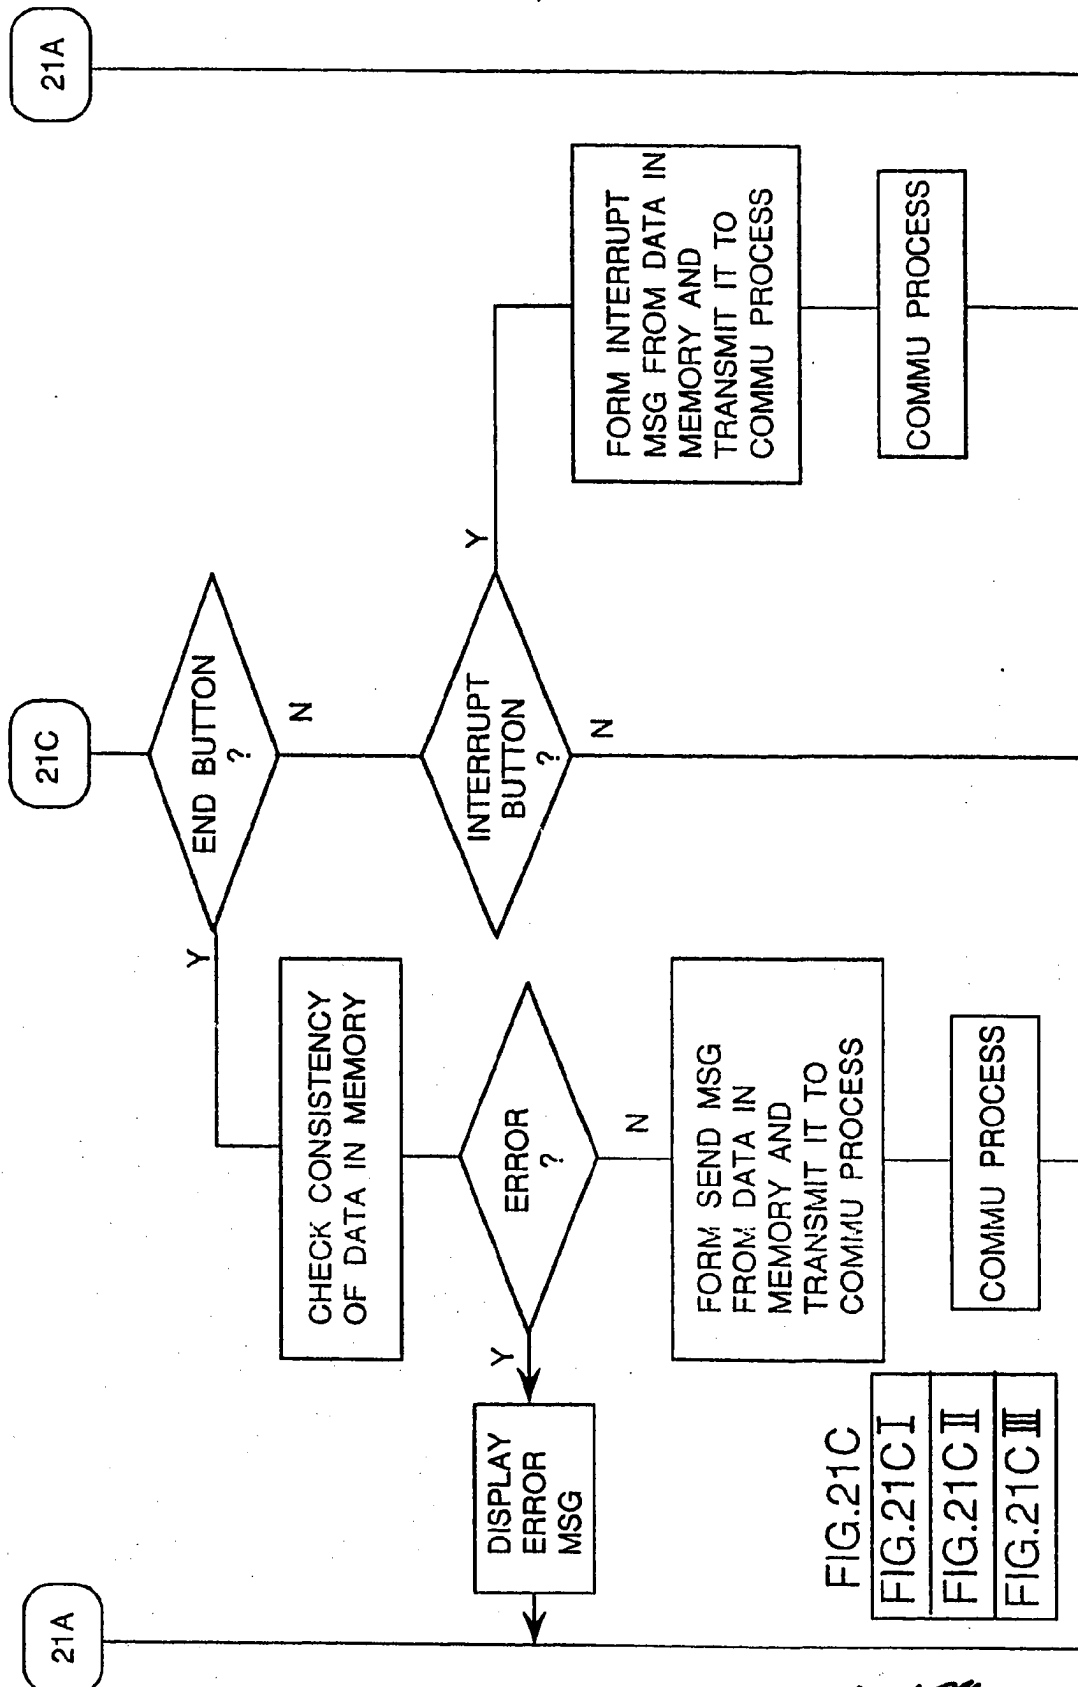 21A
21C
21A
END BUTTON
?
Y
N
CHECK CONSISTENCY
OF DATA IN MEMORY
INTERRUPT
BUTTON
?
Y
N
ERROR
?
Y
N
DISPLAY
ERROR
MSG
FORM INTERRUPT
MSG FROM DATA IN
MEMORY AND
TRANSMIT IT TO
COMMU PROCESS
FORM SEND MSG
FROM DATA IN
MEMORY AND
TRANSMIT IT TO
COMMU PROCESS
COMMU PROCESS
COMMU PROCESS
FIG.21C
FIG.21C I
FIG.21C II
FIG.21C III